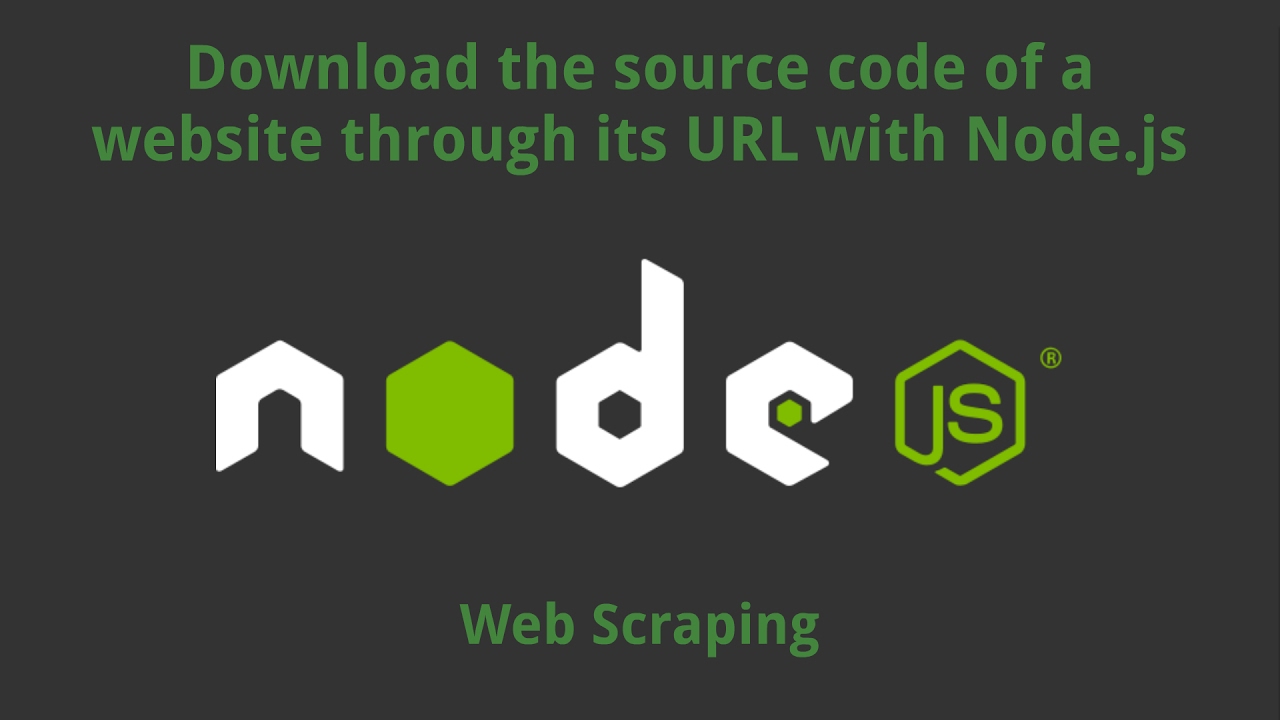 Download the source code of a
website through its URL with Node.js
node JS ®
Web Scraping